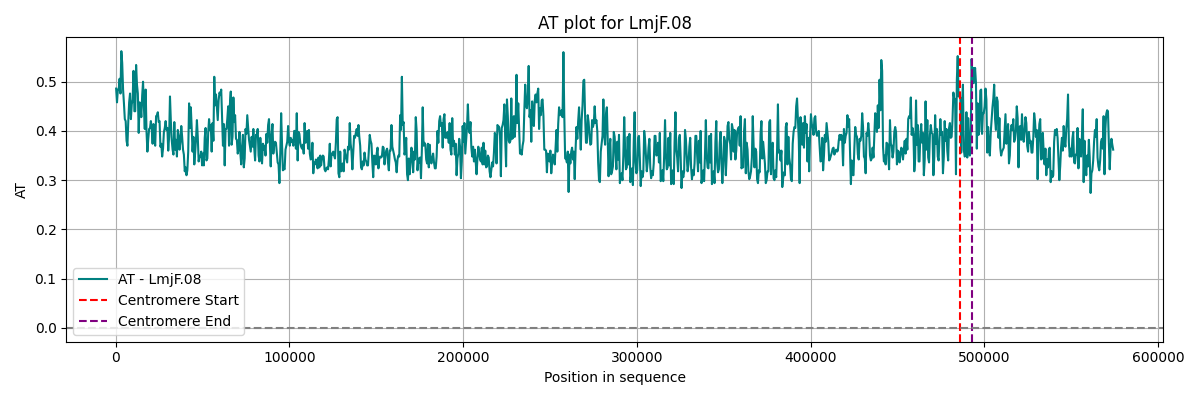 AT plot for LmjF.08
AT
0.5
0.4
0.3
0.2
0.1
0.0
AT - LmjF.08
Centromere Start
Centromere End
0 100000 200000 300000 400000 500000 600000
Position in sequence